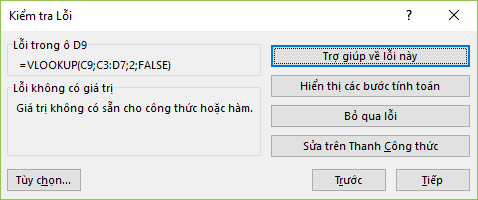 Kiểm tra Lỗi
Lỗi trong ô D9
=VLOOKUP(C9;C3:D7;2;FALSE)
Lỗi không có giá trị
Giá trị không có sẵn cho công thức hoặc hàm.
Trợ giúp về lỗi này
Hiển thị các bước tính toán
Bỏ qua lỗi
Sửa trên Thanh Công thức
Tùy chọn...
Trước
Tiếp